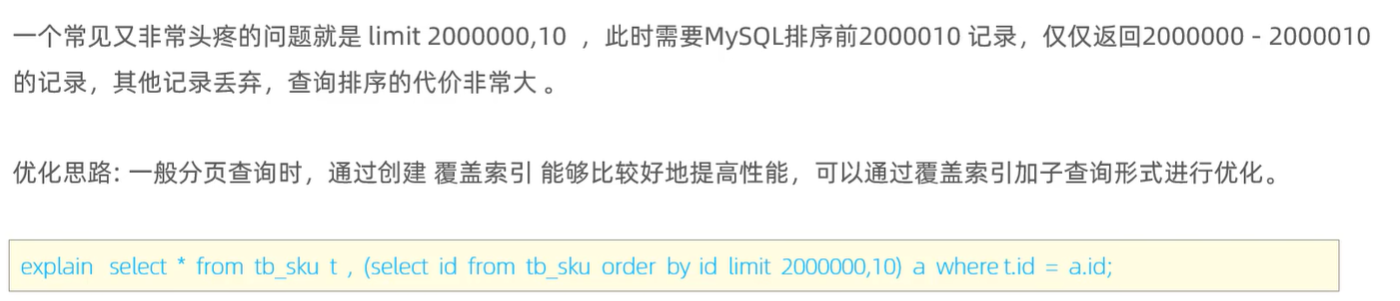 一个常见又非常头疼的问题就是 limit 2000000,10 ，此时需要MySQL排序前2000010 记录，仅仅返回2000000 - 2000010
的记录，其他记录丢弃，查询排序的代价非常大 。
优化思路: 一般分页查询时，通过创建 覆盖索引 能够比较好地提高性能，可以通过覆盖索引加子查询形式进行优化。
explain select * from tb_sku t , (select id from tb_sku order by id limit 2000000,10) a where t.id = a.id;